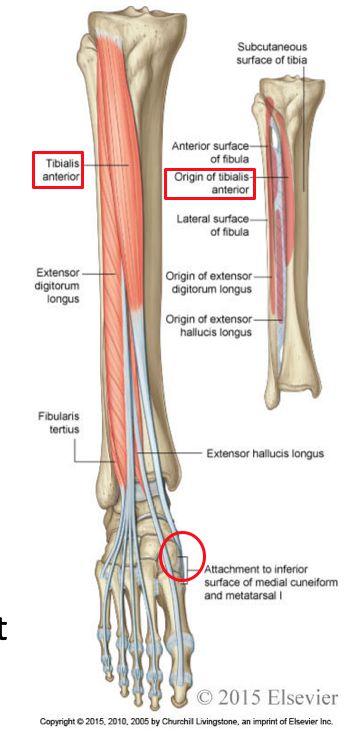 Subcutaneous
surface of tibia
Anterior surface
of fibula
Tibialis
anterior
Origin of tibialis
anterior
Lateral surface
of fibula
Extensor
digitorum
longus
Origin of extensor
digitorum longus
Origin of extensor
hallucis longus
Fibularis
tertius
Extensor hallucis longus
Attachment to inferior
surface of medial cuneiform
and metatarsal I
t
© 2015 Elsevier
Copyright © 2015, 2010, 2005 by Churchill Livingstone, an imprint of Elsevier Inc.